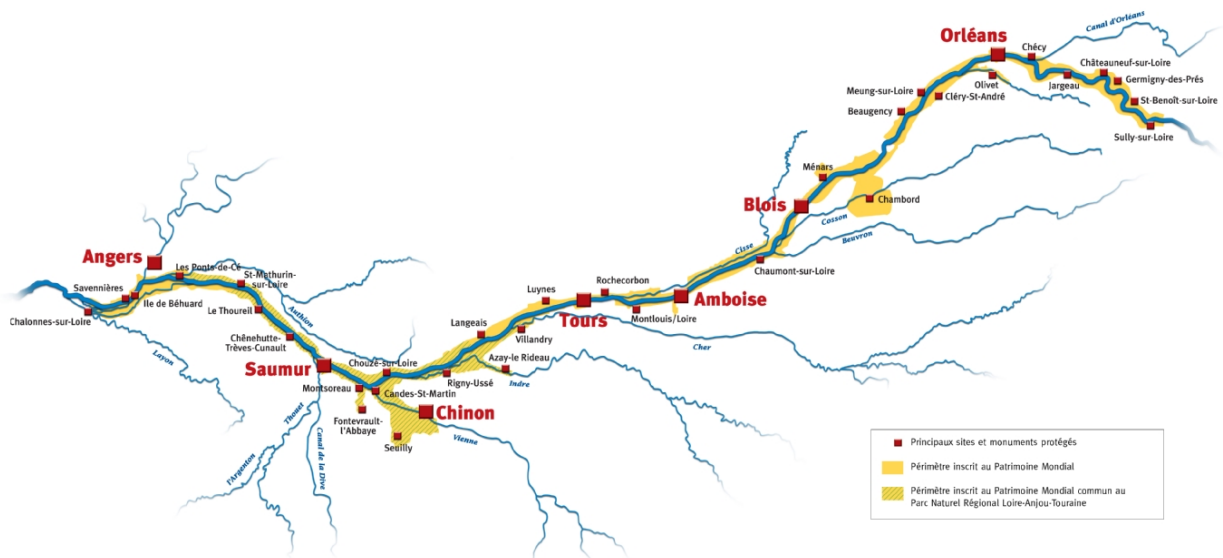 Canal d'Orléans
Orléans
Chécy
Châteauneuf-sur-Loire
Germigny-des-Prés
Olivet
Jargeau
St-Benoît-sur-Loire
Meung-sur-Loire
Cléry-St-André
Beaugency
Sully-sur-Loire
Ménars
Chambord
Blois
Cosson
Beuvron
Cisse
Chaumont-sur-Loire
Angers
Les Ponts-de-Cé
St-Mathurin-
sur-Loire
Savennières
Ile de Béhuard
Le Thoureil
Authion
Chalonnes-sur-Loire
Layon
Chênehutte-
Trèves-Cunault
Rochecorbon
Luynes
Amboise
Tours
Montlouis/Loire
Langeais
Villandry
Cher
Saumur
Chouzé-sur-Loire
Azay-le Rideau
Rigny-Ussé
Indre
Montsoreau
Candes-St-Martin
Chinon
Fontevrault-
l'Abbaye
Seuilly
Vienne
Thouet
l'Argenton
Canal de la Dive
Principaux sites et monuments protégés
Périmètre inscrit au Patrimoine Mondial
Périmètre inscrit au Patrimoine Mondial commun au
Parc Naturel Régional Loire-Anjou-Touraine